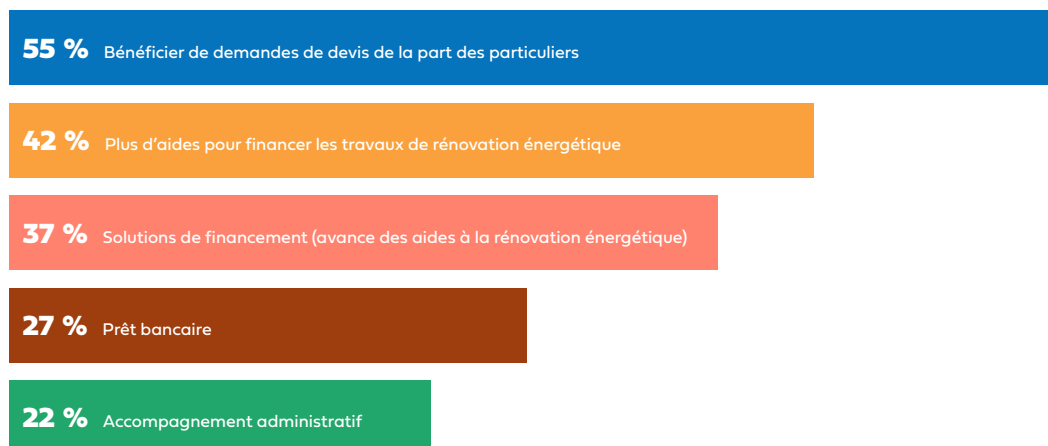 55 % Bénéficier de demandes de devis de la part des particuliers
42 % Plus d’aides pour financer les travaux de rénovation énergétique
37 % Solutions de financement (avance des aides à la rénovation énergétique)
27 % Prêt bancaire
22 % Accompagnement administratif